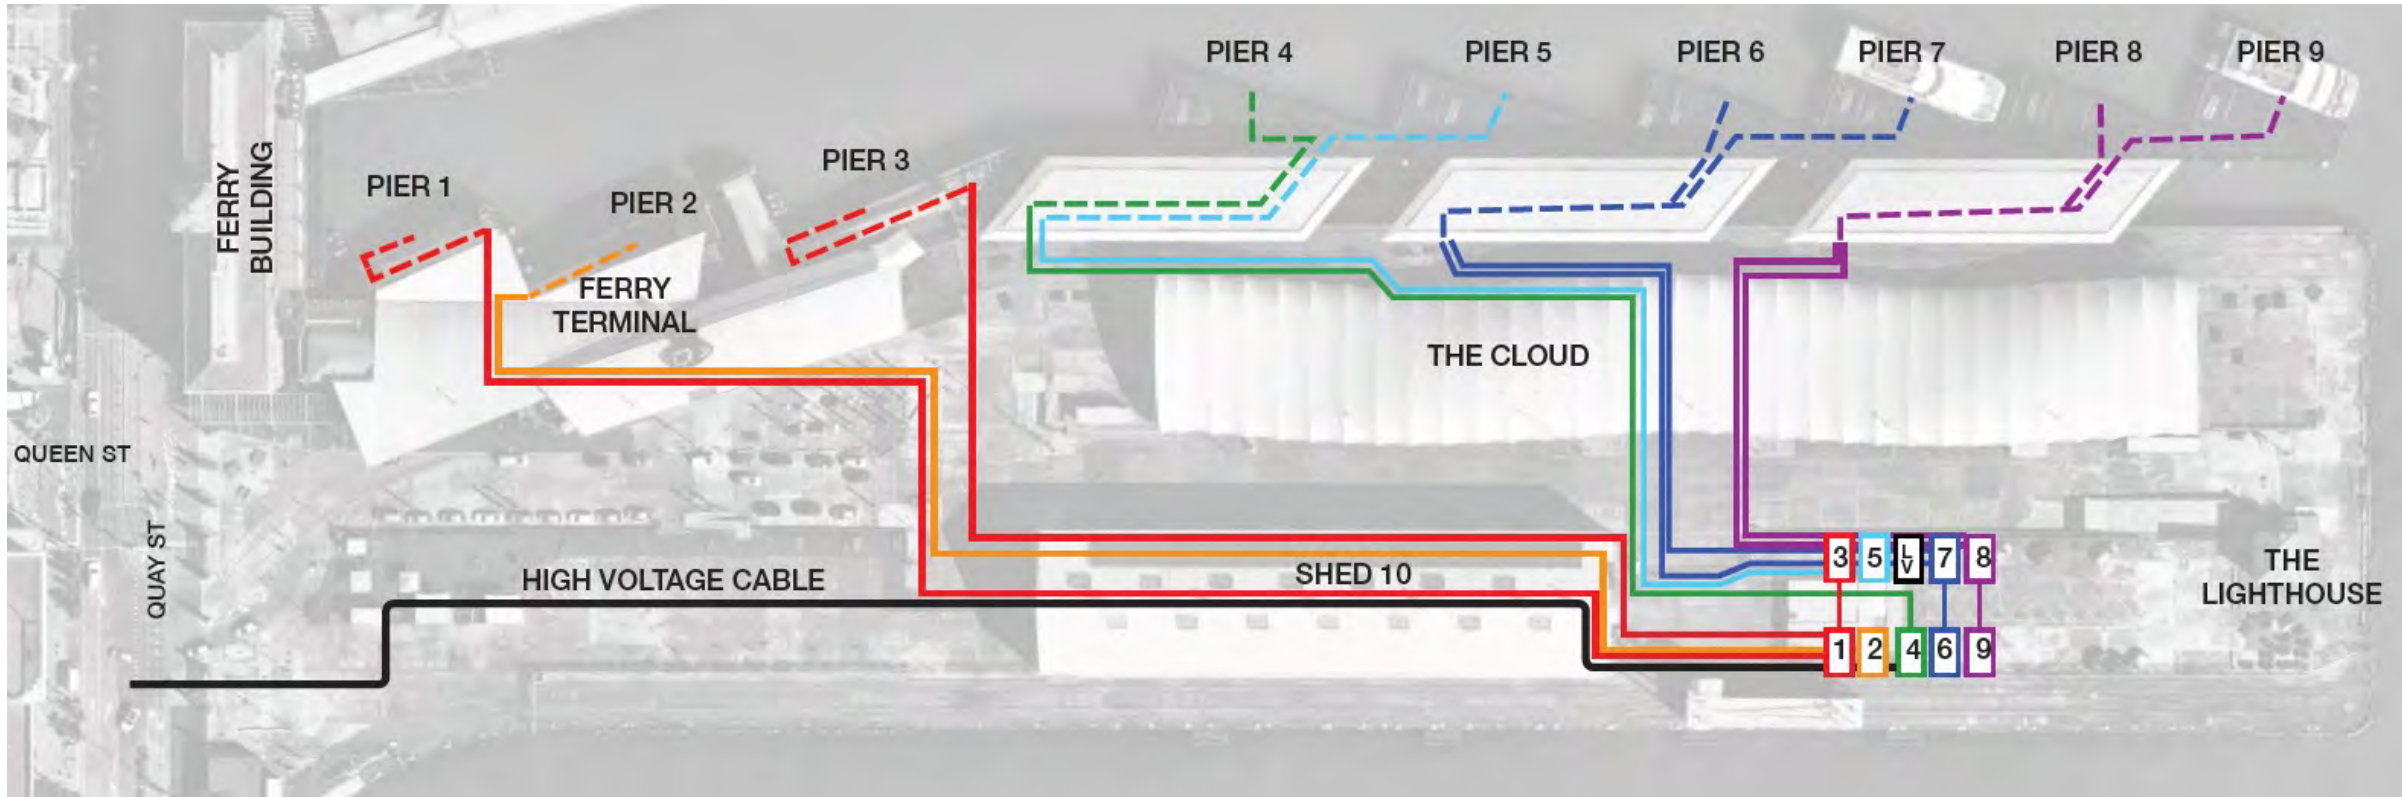 PIER 4
PIER 5
PIER 6
PIER 7
PIER 8
PIER 9
PIER 1
PIER 2
PIER 3
FERRY
BUILDING
FERRY
TERMINAL
THE CLOUD
QUEEN ST
QUAY ST
HIGH VOLTAGE CABLE
SHED 10
3
5
LV
7
8
1
2
4
6
9
THE
LIGHTHOUSE